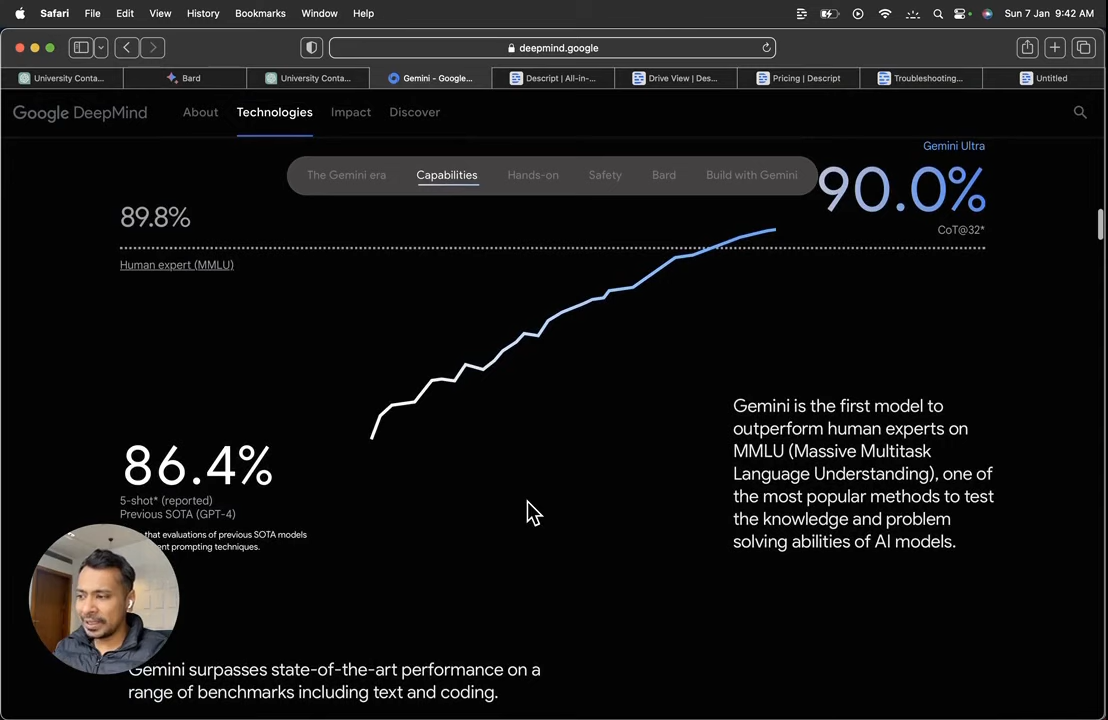 Safari File Edit View History Bookmarks Window Help
Sun 7 Jan 9:42 AM
deepmind.google
University Conta...
Bard
University Conta...
Gemini - Google...
Descript | All-in-...
Drive View | Des...
Pricing | Descript
Troubleshooting...
Untitled
Google DeepMind
About
Technologies
Impact
Discover
Gemini Ultra
The Gemini era
Capabilities
Hands-on
Safety
Bard
Build with Gemini
90.0%
89.8%
CoT@32*
Human expert (MMLU)
Gemini is the first model to
outperform human experts on
MMLU (Massive Multitask
Language Understanding), one of
the most popular methods to test
the knowledge and problem
solving abilities of AI models.
86.4%
5-shot* (reported)
Previous SOTA (GPT-4)
that evaluations of previous SOTA models
prompting techniques.
Gemini surpasses state-of-the-art performance on a
range of benchmarks including text and coding.